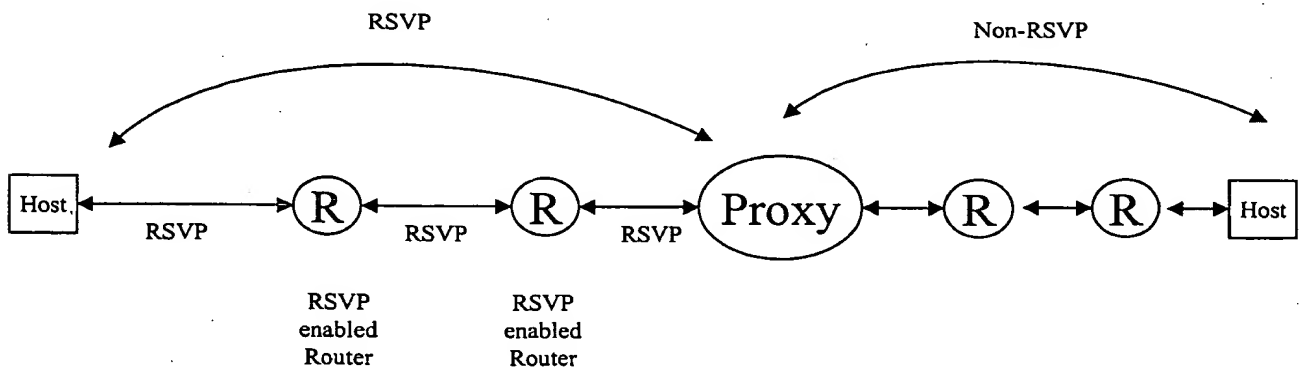 RSVP
Non-RSVP
Host
R
R
Proxy
R
R
Host
RSVP
RSVP
RSVP
RSVP
enabled
Router
RSVP
enabled
Router